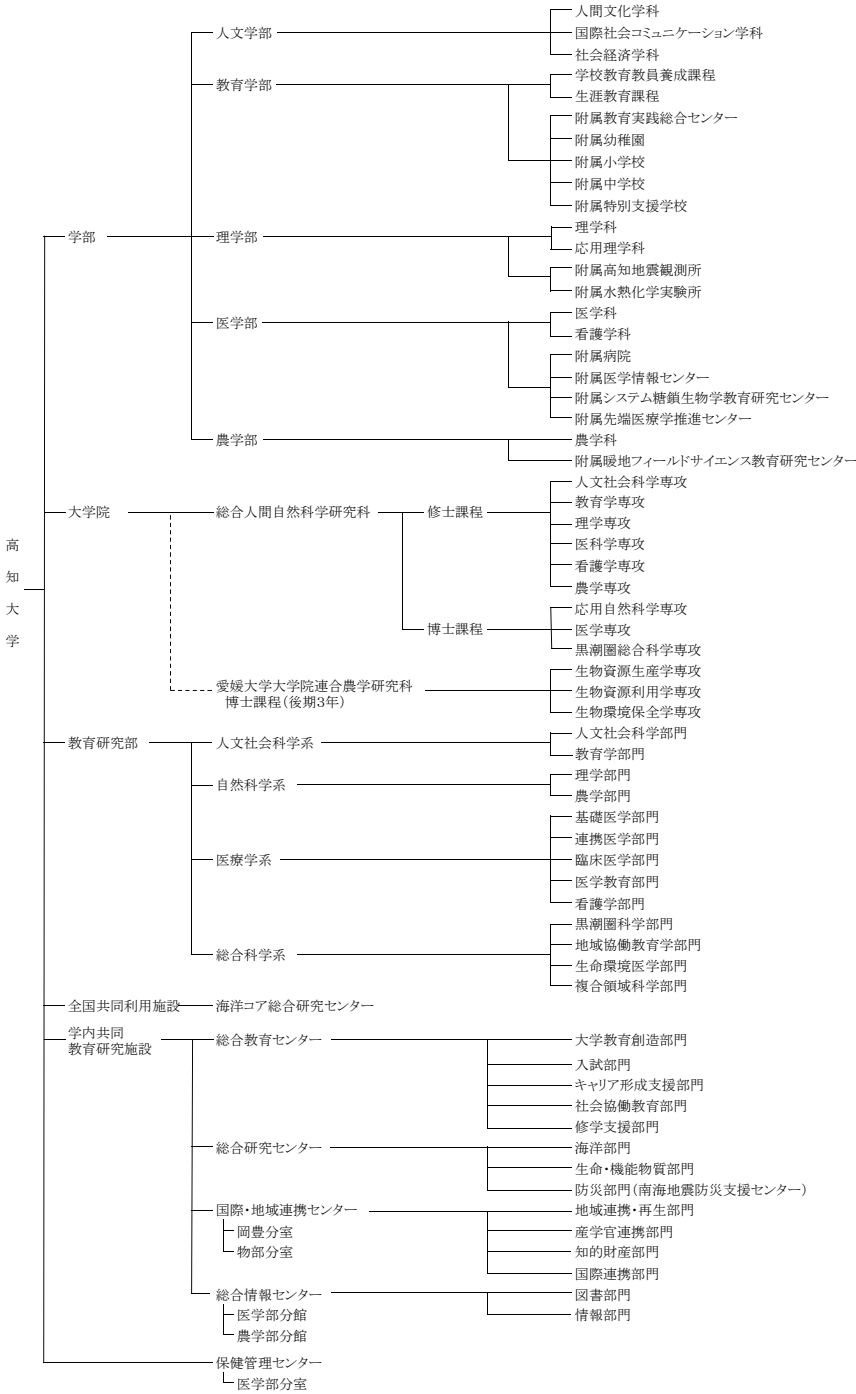 高知大学
学部
人文学部
人間文化学科
国際社会コミュニケーション学科
社会経済学科
教育学部
学校教育教員養成課程
生涯教育課程
附属教育実践総合センター
附属幼稚園
附属小学校
附属中学校
附属特別支援学校
理学部
理学科
応用理学科
附属高知地震観測所
附属水熱化学実験所
医学部
医学科
看護学科
附属病院
附属医学情報センター
附属システム糖鎖生物学教育研究センター
附属先端医療学推進センター
農学部
農学科
附属暖地フィールドサイエンス教育研究センター
大学院
総合人間自然科学研究科
修士課程
人文社会科学専攻
教育学専攻
理学専攻
医科学専攻
看護学専攻
農学専攻
博士課程
応用自然科学専攻
医学専攻
黒潮圏総合科学専攻
愛媛大学大学院連合農学研究科
博士課程(後期3年)
生物資源生産学専攻
生物資源利用学専攻
生物環境保全学専攻
教育研究部
人文社会科学系
人文社会科学部門
教育学部門
自然科学系
理学部門
農学部門
医療学系
基礎医学部門
連携医学部門
臨床医学部門
医学教育部門
看護学部門
総合科学系
黒潮圏科学部門
地域協働教育学部門
生命環境医学部門
複合領域科学部門
全国共同利用施設
海洋コア総合研究センター
学内共同
教育研究施設
総合教育センター
大学教育創造部門
入試部門
キャリア形成支援部門
社会協働教育部門
修学支援部門
総合研究センター
海洋部門
生命・機能物質部門
防災部門(南海地震防災支援センター)
国際・地域連携センター
岡豊分室
物部分室
地域連携・再生部門
産学官連携部門
知的財産部門
国際連携部門
総合情報センター
医学部分館
農学部分館
図書部門
情報部門
保健管理センター
医学部分室